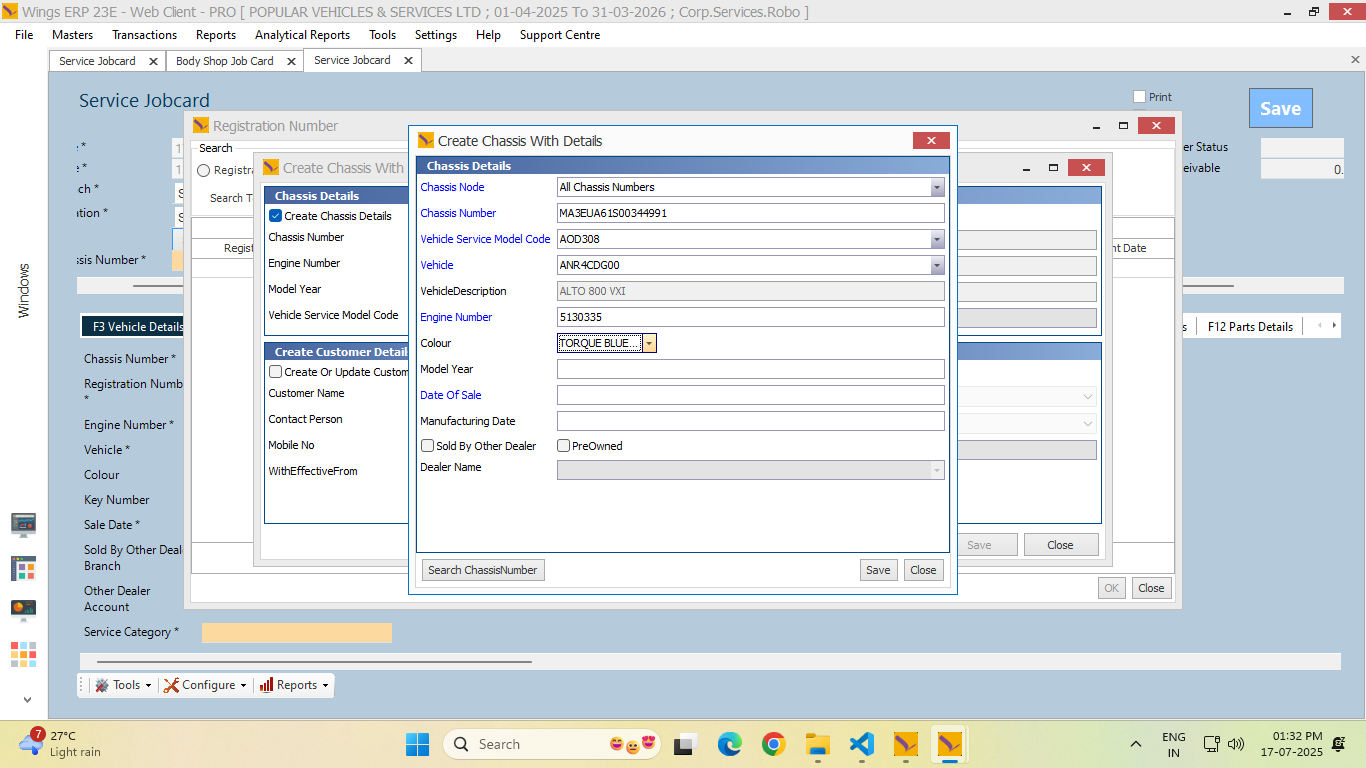 Wings ERP 23E - Web Client - PRO [ POPULAR VEHICLES & SERVICES LTD ; 01-04-2025 To 31-03-2026 ; Corp.Services.Robo ]
File Masters Transactions Reports Analytical Reports Tools Settings Help Support Centre
Service Jobcard Body Shop Job Card Service Jobcard
Service Jobcard
Print
Save
Registration Number
Search
Registra
Search T
Regist
nt Date
er Status
eivable
0.
e *
ch *
ation *
ssis Number *
Create Chassis With
Chassis Details
Create Chassis Details
Chassis Number
Engine Number
Model Year
Vehicle Service Model Code
Create Customer Detail
Create Or Update Custom
Customer Name
Contact Person
Mobile No
WithEffectiveFrom
Save Close
OK Close
Create Chassis With Details
Chassis Details
Chassis Node All Chassis Numbers
Chassis Number MA3EUA61S00344991
Vehicle Service Model Code AOD308
Vehicle ANR4CDG00
VehicleDescription ALTO 800 VXI
Engine Number 5130335
Colour TORQUE BLUE...
Model Year
Date Of Sale
Manufacturing Date
Sold By Other Dealer PreOwned
Dealer Name
Search ChassisNumber Save Close
Windows
F3 Vehicle Details
s F12 Parts Details
Chassis Number *
Registration Numb
*
Engine Number *
Vehicle *
Colour
Key Number
Sale Date *
Sold By Other Deal
Branch
Other Dealer
Account
Service Category *
Tools Configure Reports
7
27°C
Light rain
Search
ENG
IN
01:32 PM
17-07-2025